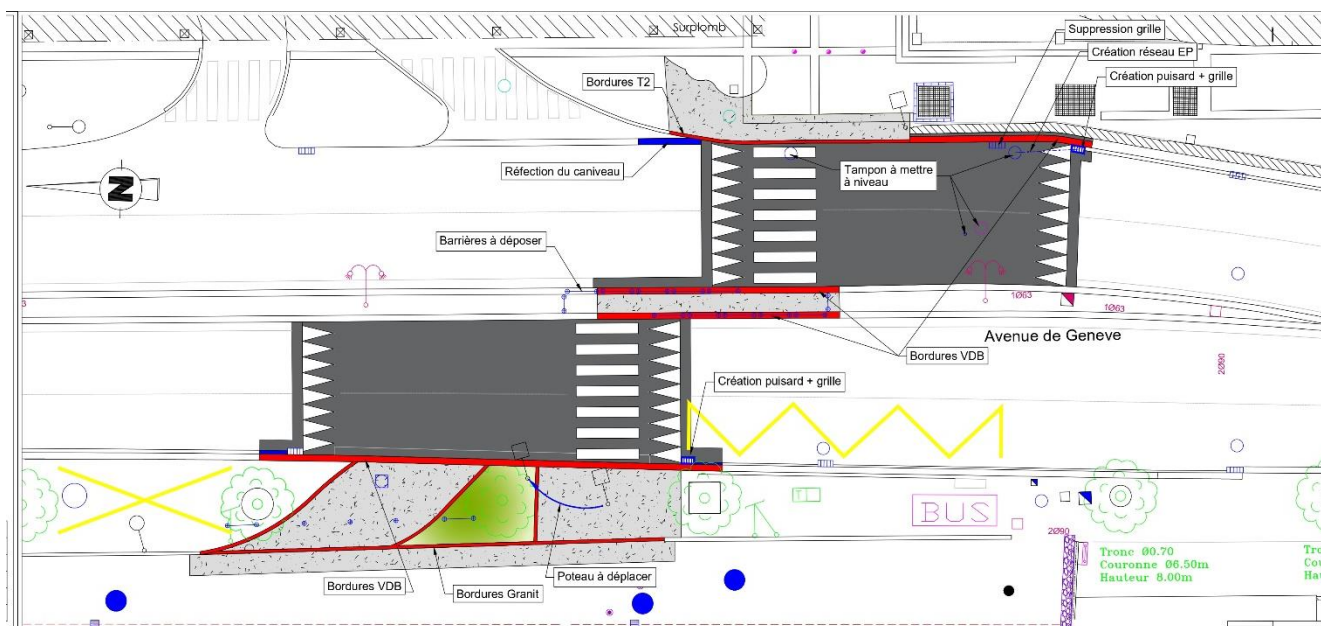 Surplomb
Suppression grille
Création réseau EP
Création puisard + grille
Bordures T2
Réfection du caniveau
Tampon à mettre
à niveau
N
Barrières à déposer
1Ø63
1Ø63
Avenue de Geneve
Bordures VDB
2Ø90
Création puisard + grille
BUS
2Ø90
Tronc Ø0.70
Couronne Ø6.50m
Hauteur 8.00m
Bordures VDB
Bordures Granit
Poteau à déplacer